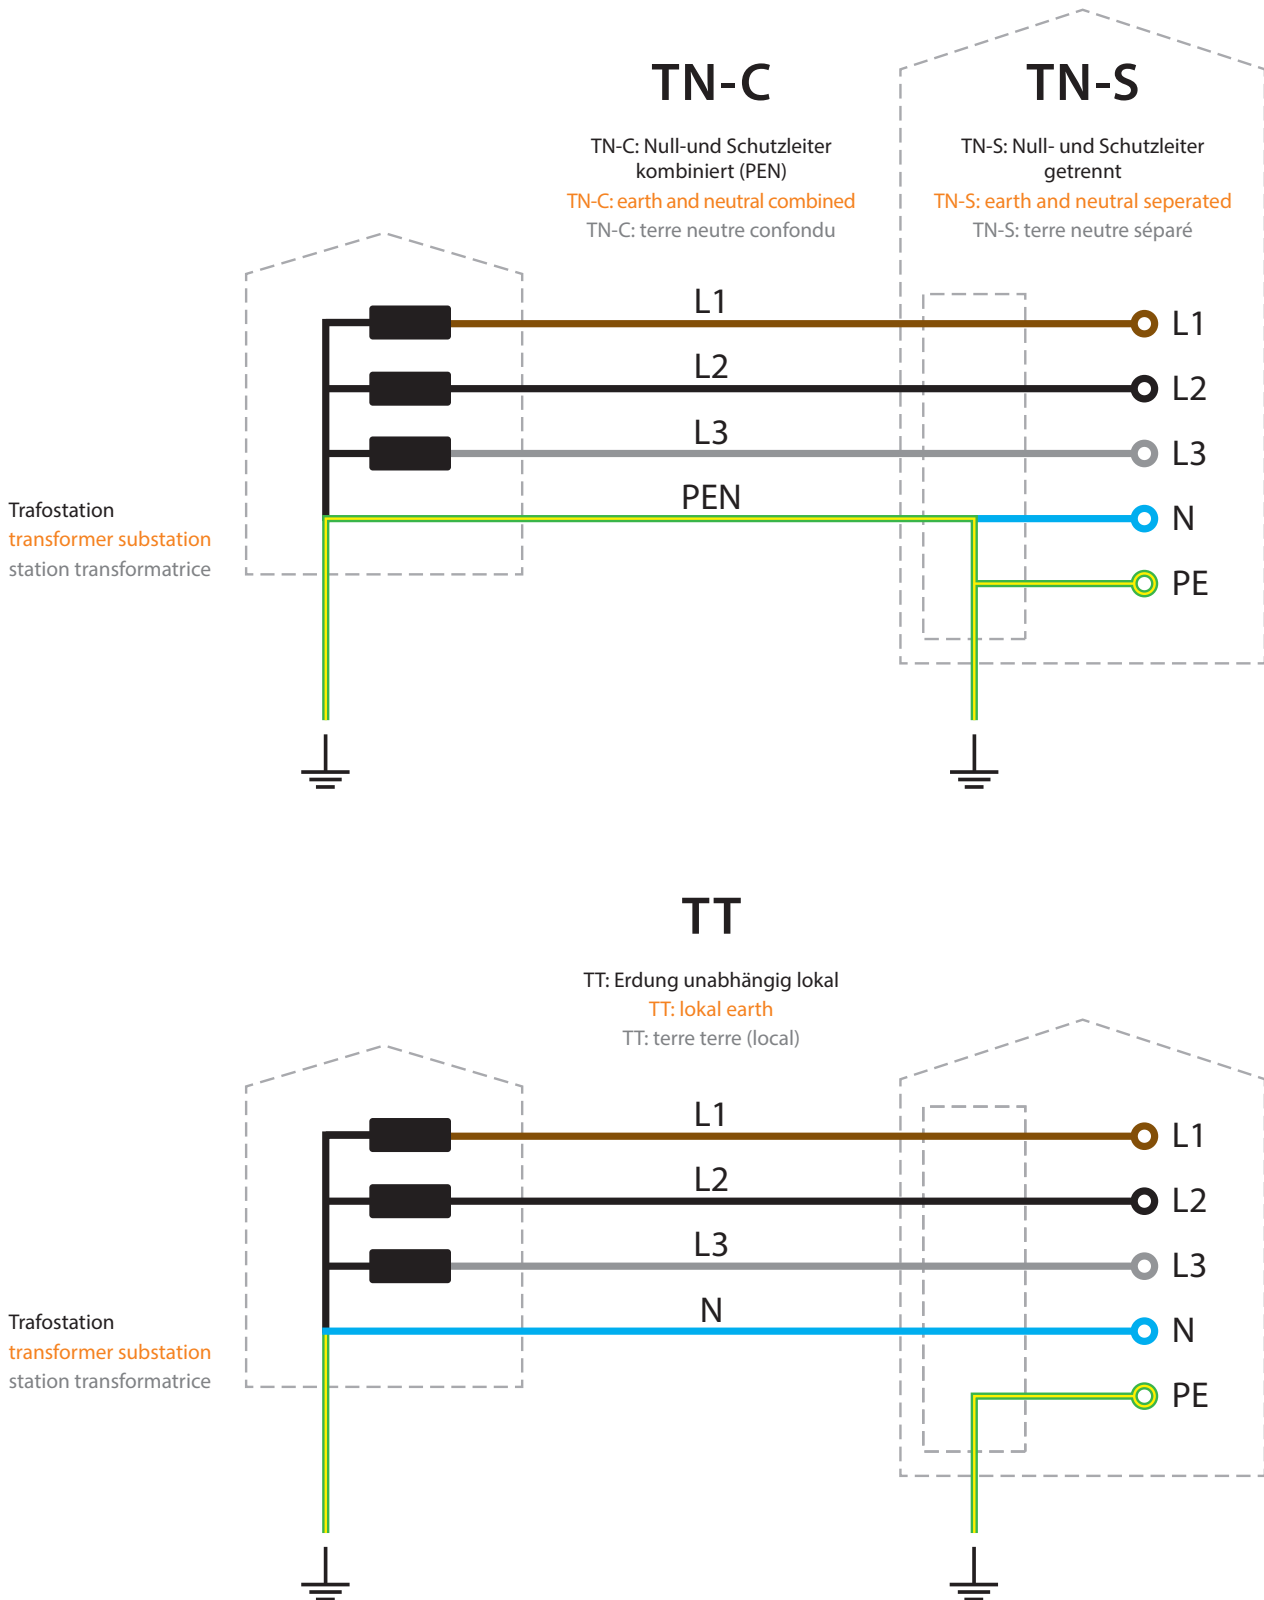 TN-C
TN-S
TN-C: Null-und Schutzleiter
kombiniert (PEN)
TN-C: earth and neutral combined
TN-C: terre neutre confondu
TN-S: Null- und Schutzleiter
getrennt
TN-S: earth and neutral seperated
TN-S: terre neutre séparé
L1
L1
L2
L2
L3
L3
PEN
N
PE
Trafostation
transformer substation
station transformatrice
TT
TT: Erdung unabhängig lokal
TT: lokal earth
TT: terre terre (local)
L1
L1
L2
L2
L3
L3
N
N
PE
Trafostation
transformer substation
station transformatrice